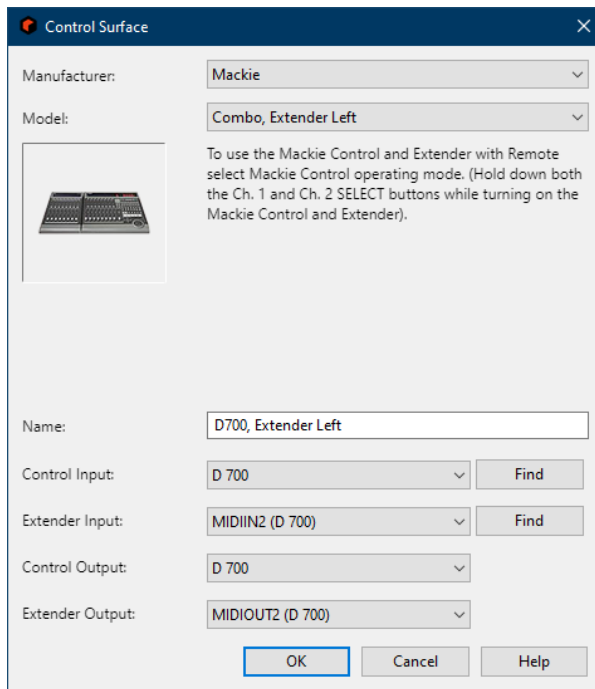 Control Surface
Manufacturer:
Mackie
Model:
Combo, Extender Left
To use the Mackie Control and Extender with Remote
select Mackie Control operating mode. (Hold down both
the Ch. 1 and Ch. 2 SELECT buttons while turning on the
Mackie Control and Extender).
Name:
D700, Extender Left
Control Input:
D 700
Find
Extender Input:
MIDIIN2 (D 700)
Find
Control Output:
D 700
Extender Output:
MIDIOUT2 (D 700)
OK
Cancel
Help